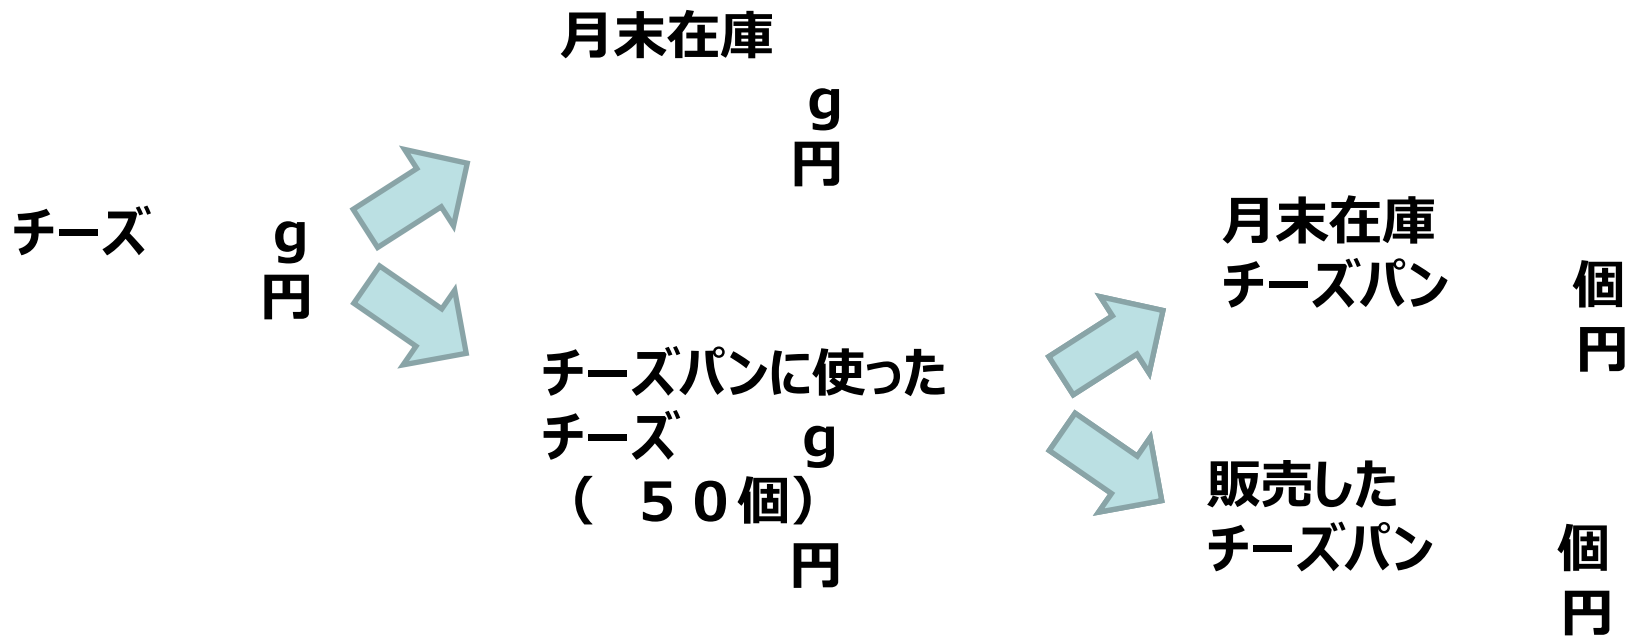 チーズ
g
円
月末在庫
g
円
チーズパンに使った
チーズ g
（ ５０個）
円
月末在庫
チーズパン 個
円
販売した
チーズパン 個
円